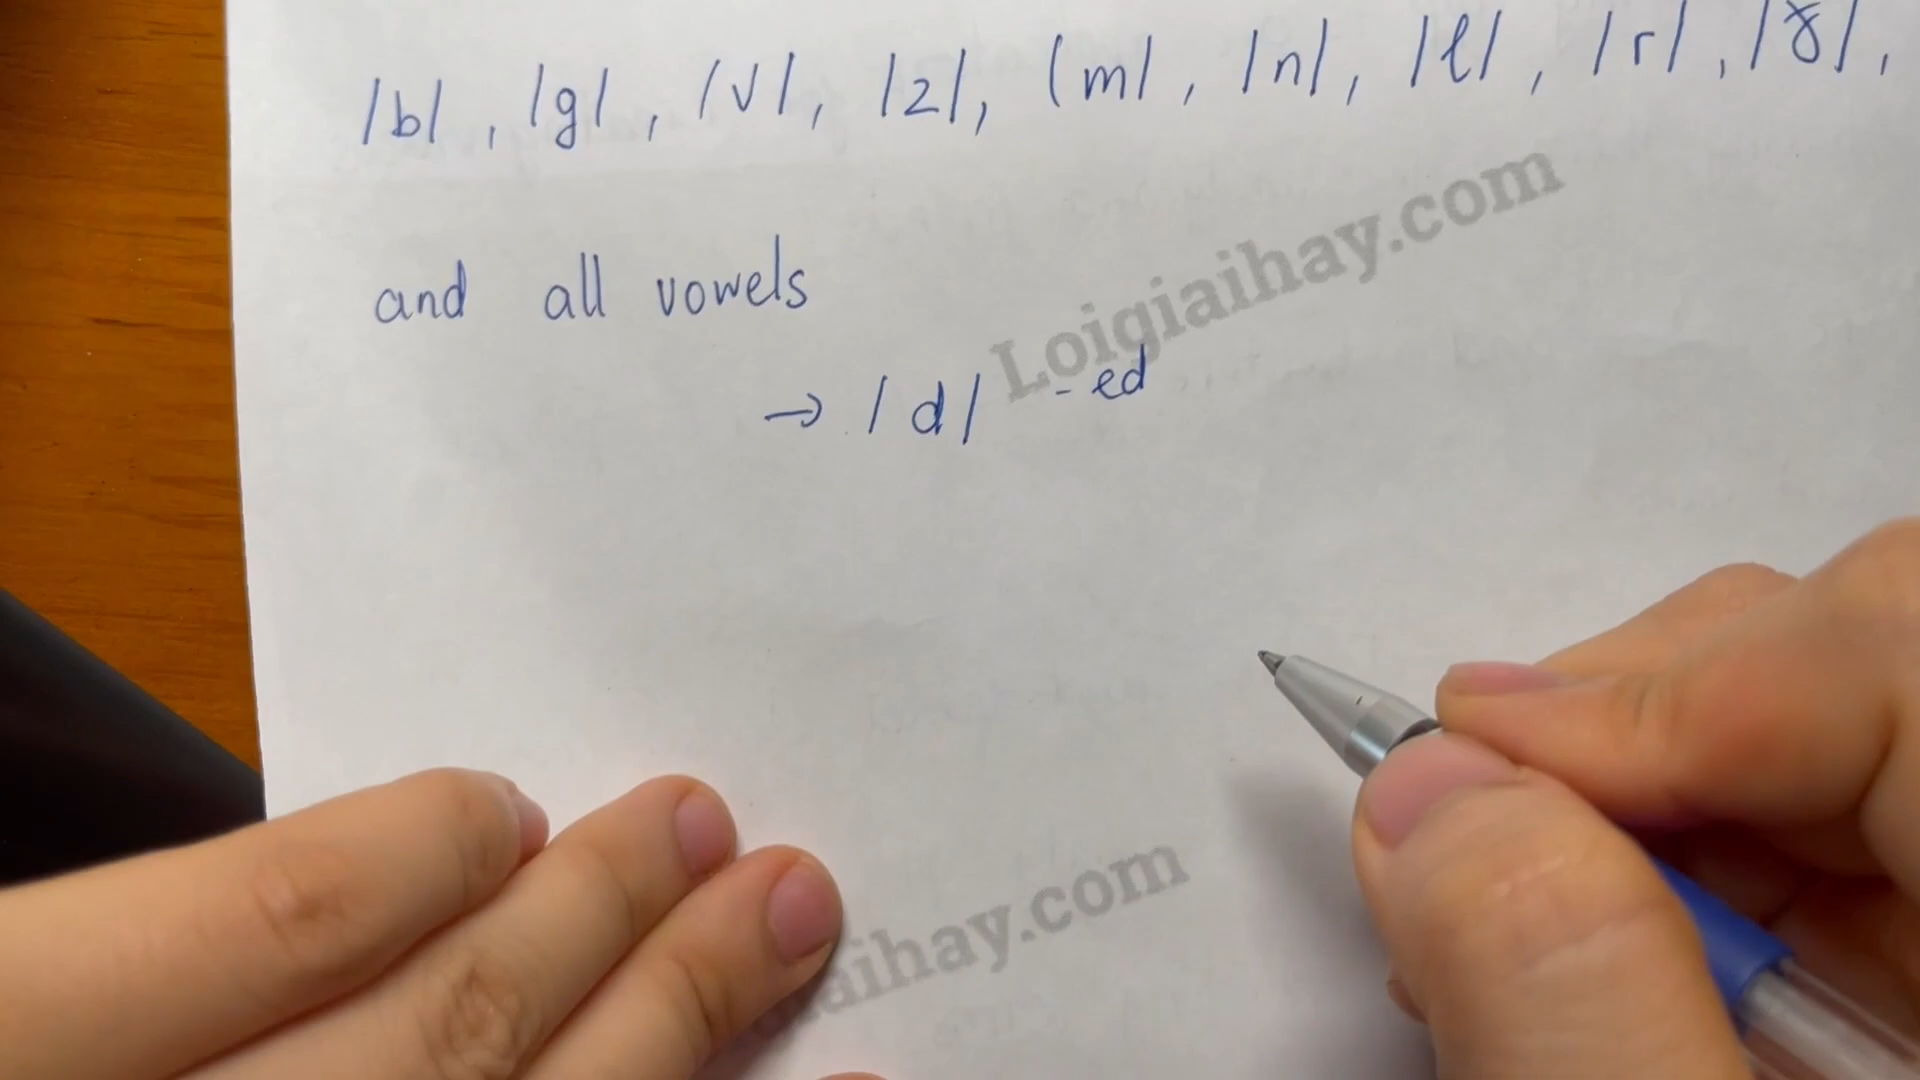 /b/ , /g/ , /v/ , /z/ , /m/ , /n/ , /l/ , /r/ , /ʒ/ ,
and all vowels
→ /d/ - ed
Loigiaihay.com
aihay.com